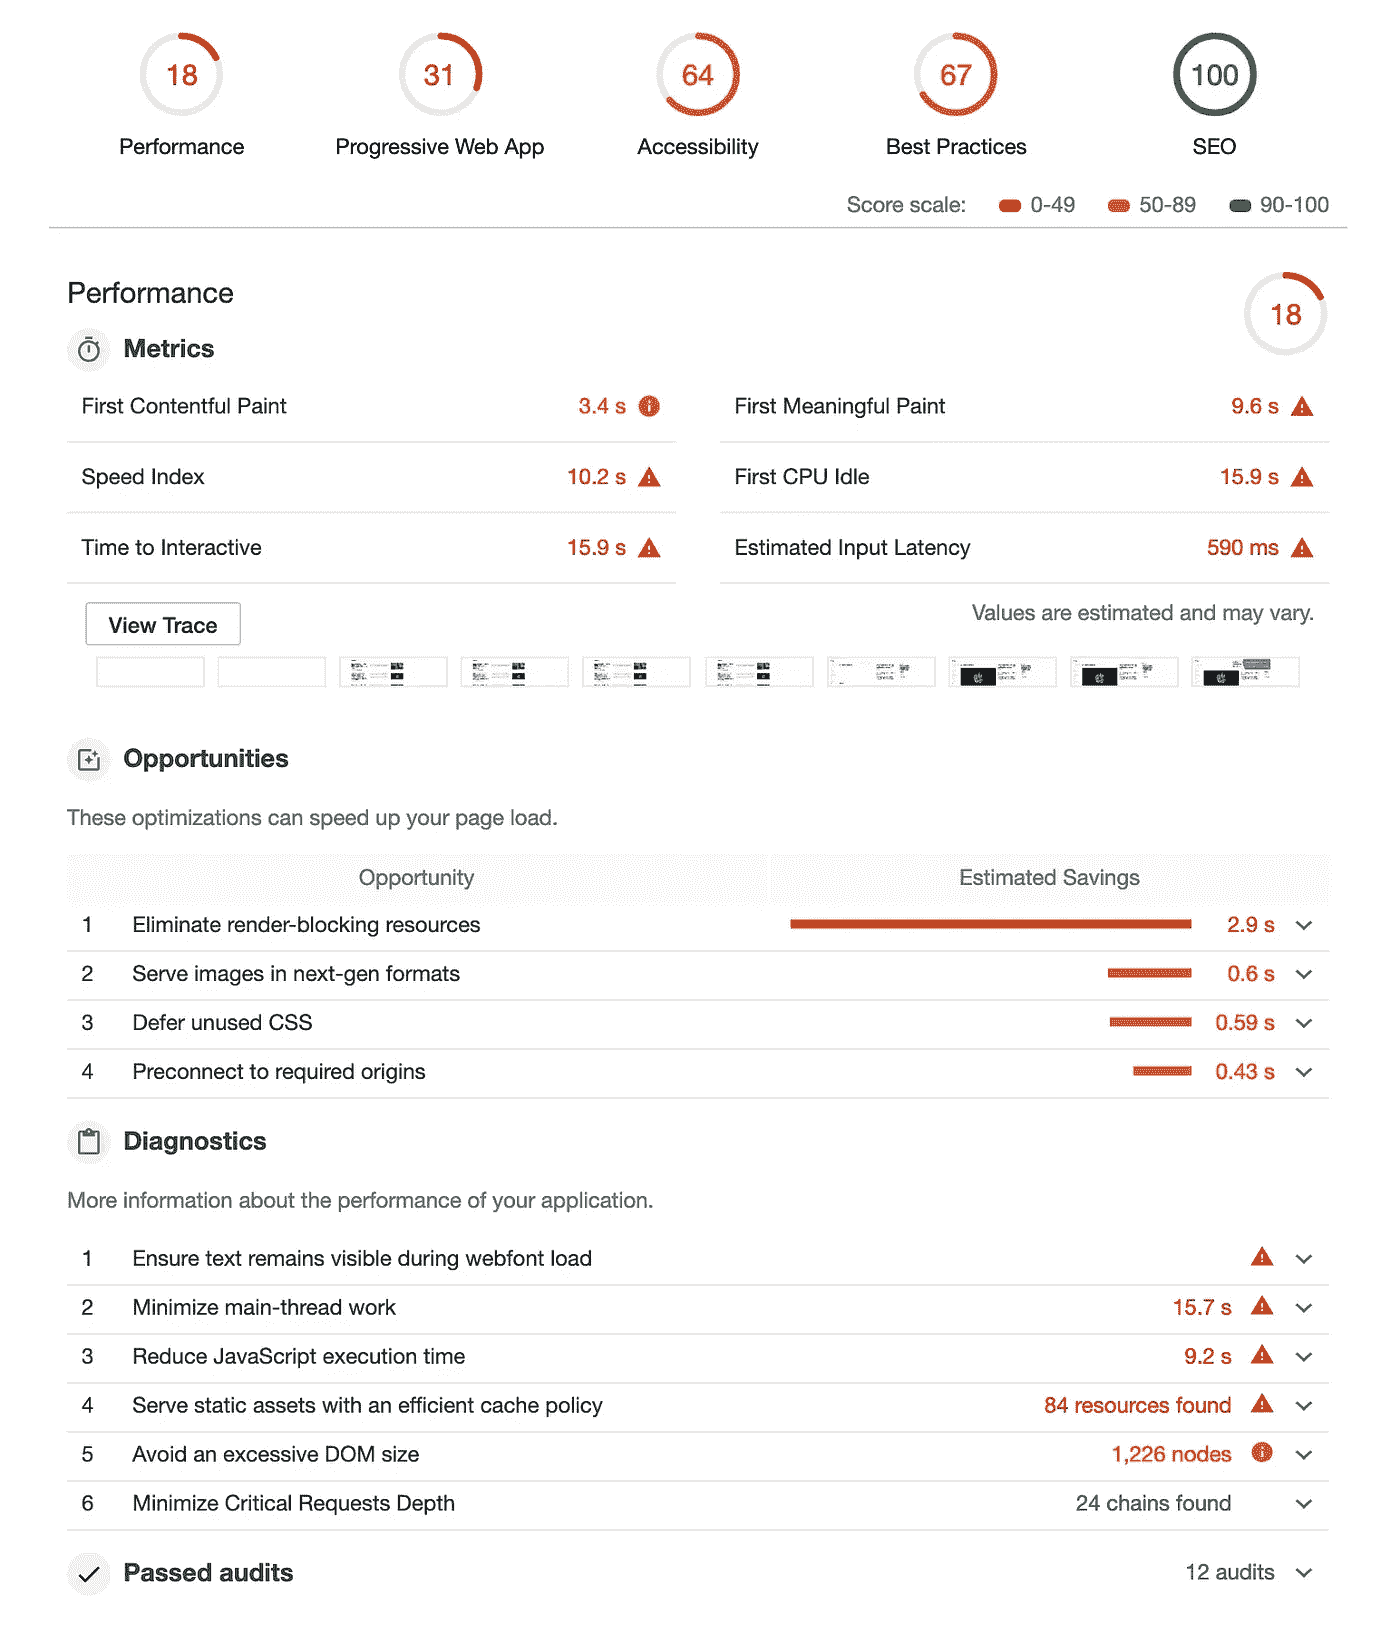 18 31 64 67 100
Performance Progressive Web App Accessibility Best Practices SEO
Score scale: 0-49 50-89 90-100
Performance
18
Metrics
First Contentful Paint 3.4 s First Meaningful Paint 9.6 s
Speed Index 10.2 s First CPU Idle 15.9 s
Time to Interactive 15.9 s Estimated Input Latency 590 ms
View Trace Values are estimated and may vary.
Opportunities
These optimizations can speed up your page load.
Opportunity Estimated Savings
1 Eliminate render-blocking resources 2.9 s
2 Serve images in next-gen formats 0.6 s
3 Defer unused CSS 0.59 s
4 Preconnect to required origins 0.43 s
Diagnostics
More information about the performance of your application.
1 Ensure text remains visible during webfont load
2 Minimize main-thread work 15.7 s
3 Reduce JavaScript execution time 9.2 s
4 Serve static assets with an efficient cache policy 84 resources found
5 Avoid an excessive DOM size 1,226 nodes
6 Minimize Critical Requests Depth 24 chains found
Passed audits 12 audits